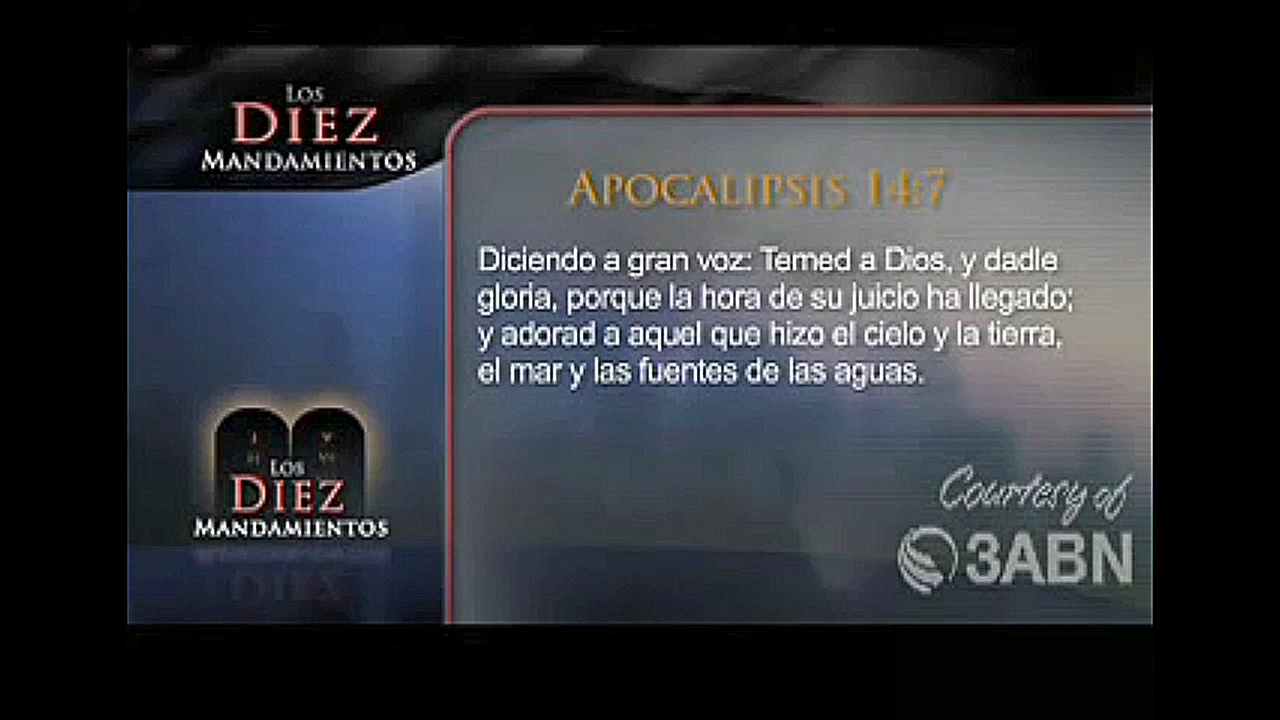 LOS
DIEZ
MANDAMIENTOS
APOCALIPSIS 14:7
Diciendo a gran voz: Temed a Dios, y dadle
gloria, porque la hora de su juicio ha llegado;
y adorad a aquel que hizo el cielo y la tierra,
el mar y las fuentes de las aguas.
I V
II VI
LOS
DIEZ
MANDAMIENTOS
Courtesy of
3ABN